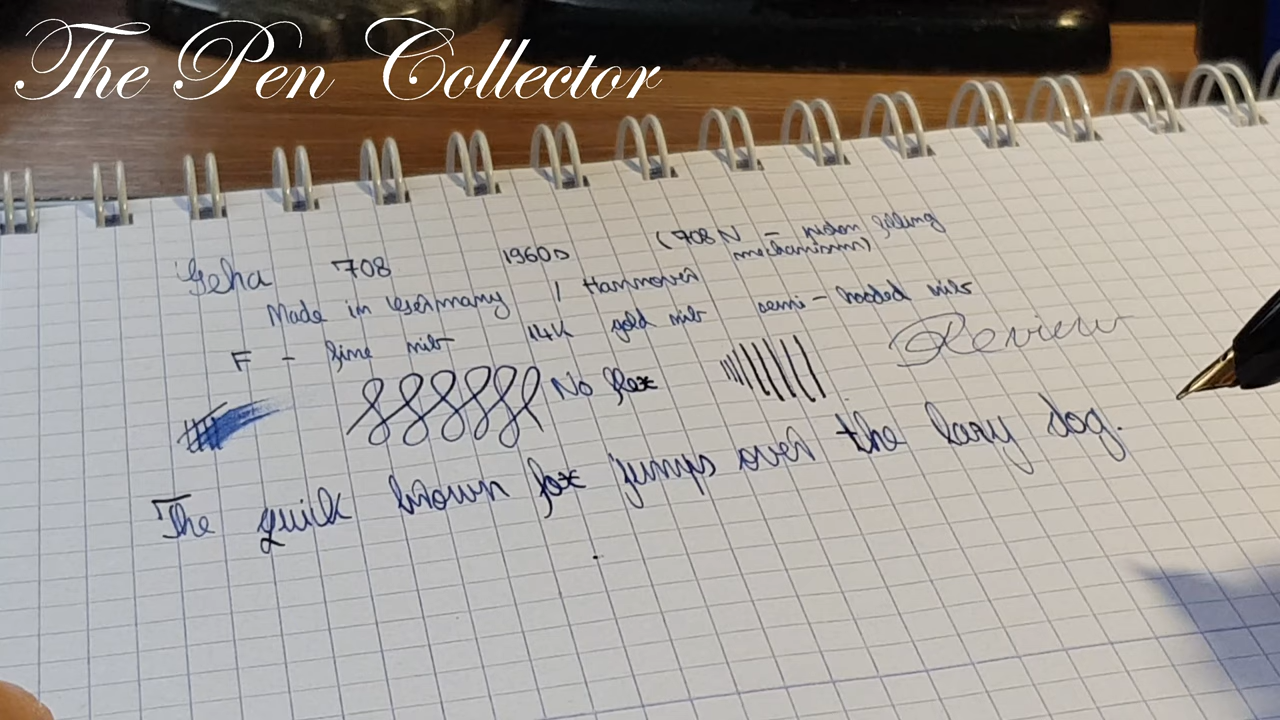 The Pen Collector
Geha 708 1960s (708 N - piston filling
mechanism)
Made in Germany / Hannover
F - fine nib 14K gold nib semi-hooded nib
Review
No flex
The quick brown fox jumps over the lazy dog.